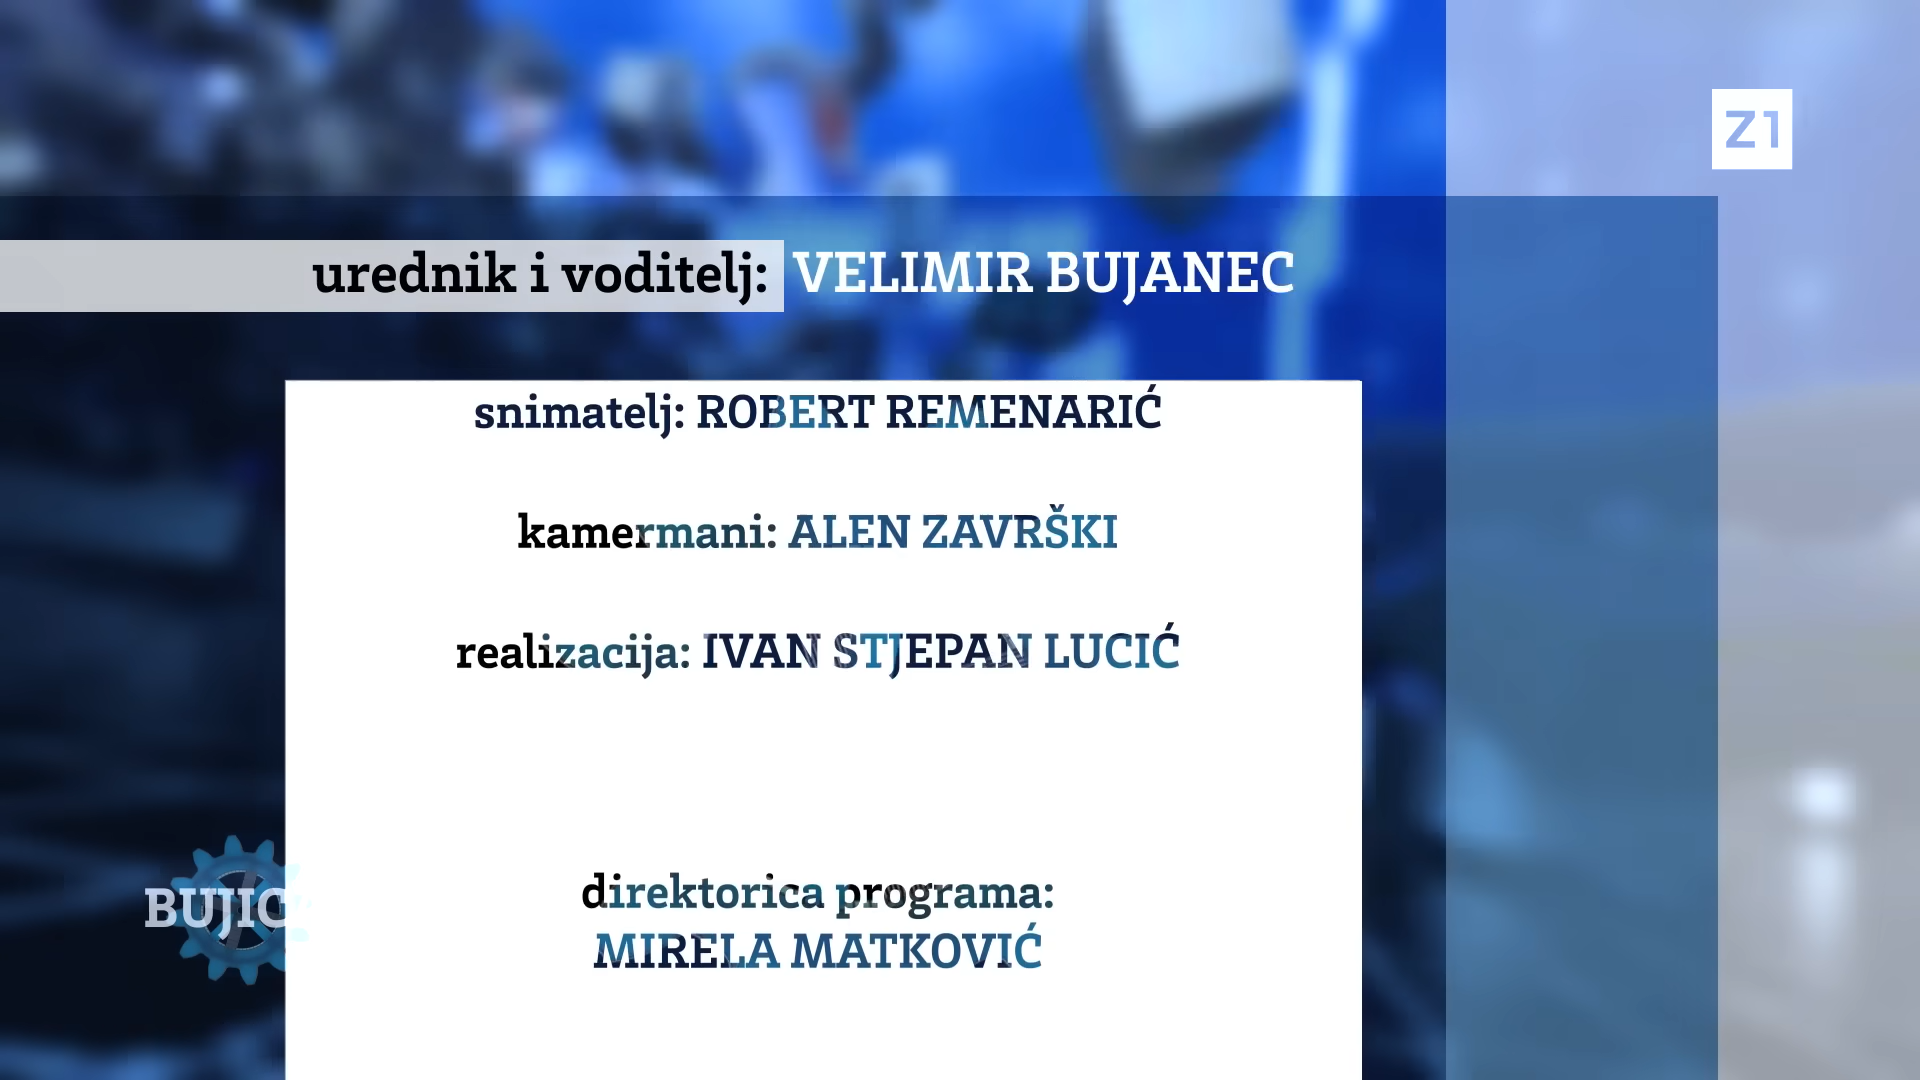 Z1
urednik i voditelj: VELIMIR BUJANEC
snimatelj: ROBERT REMENARIĆ
kamermani: ALEN ZAVRŠKI
realizacija: IVAN STJEPAN LUCIĆ
direktorica programa:
MIRELA MATKOVIĆ
BUJIC